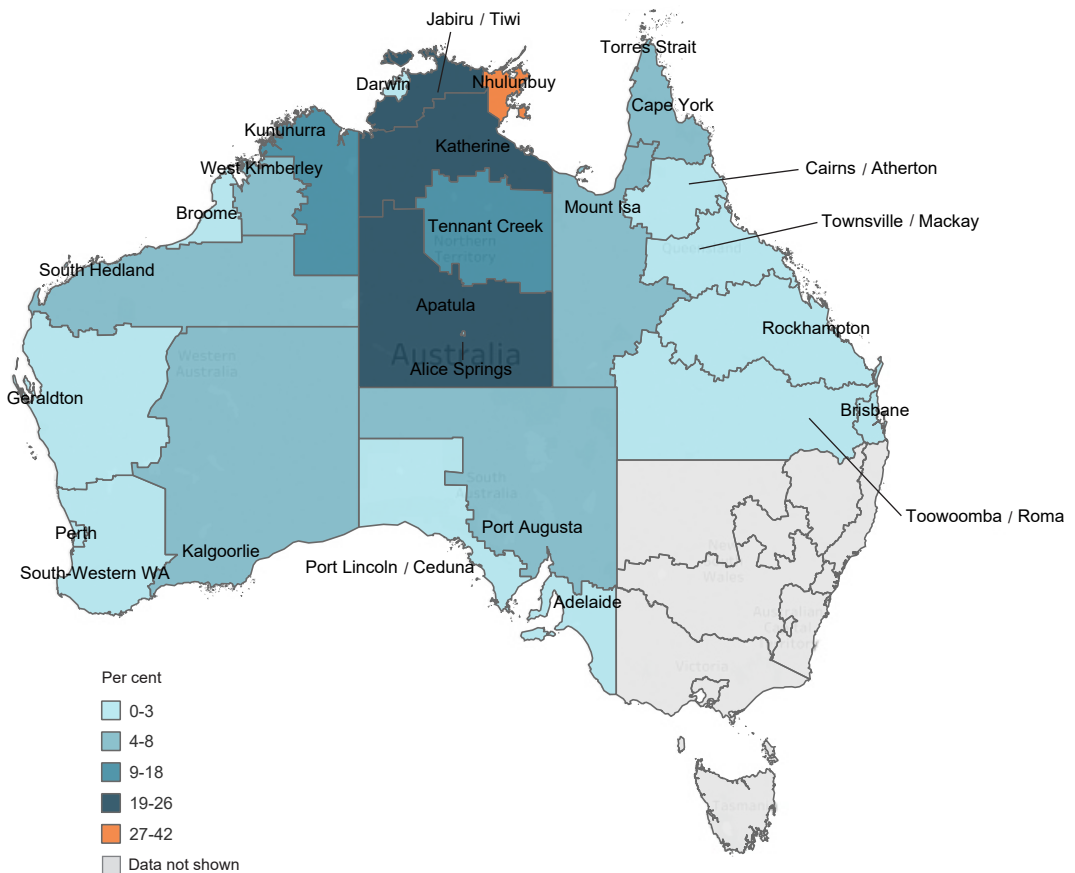 Jabiru / Tiwi
Torres Strait
Darwin
Nhulunbuy
Cape York
Kununurra
Katherine
West Kimberley
Cairns / Atherton
Broome
Mount Isa
Townsville / Mackay
Tennant Creek
Northern
Territory
Queensland
South Hedland
Apatula
Rockhampton
Western
Australia
Australia
Alice Springs
Geraldton
Brisbane
South
Australia
Toowoomba / Roma
Port Augusta
Perth
Kalgoorlie
New
Wales
South-Western WA
Port Lincoln / Ceduna
Adelaide
Australian
Victoria
Per cent
0-3
4-8
9-18
19-26
27-42
Data not shown
Tasmania